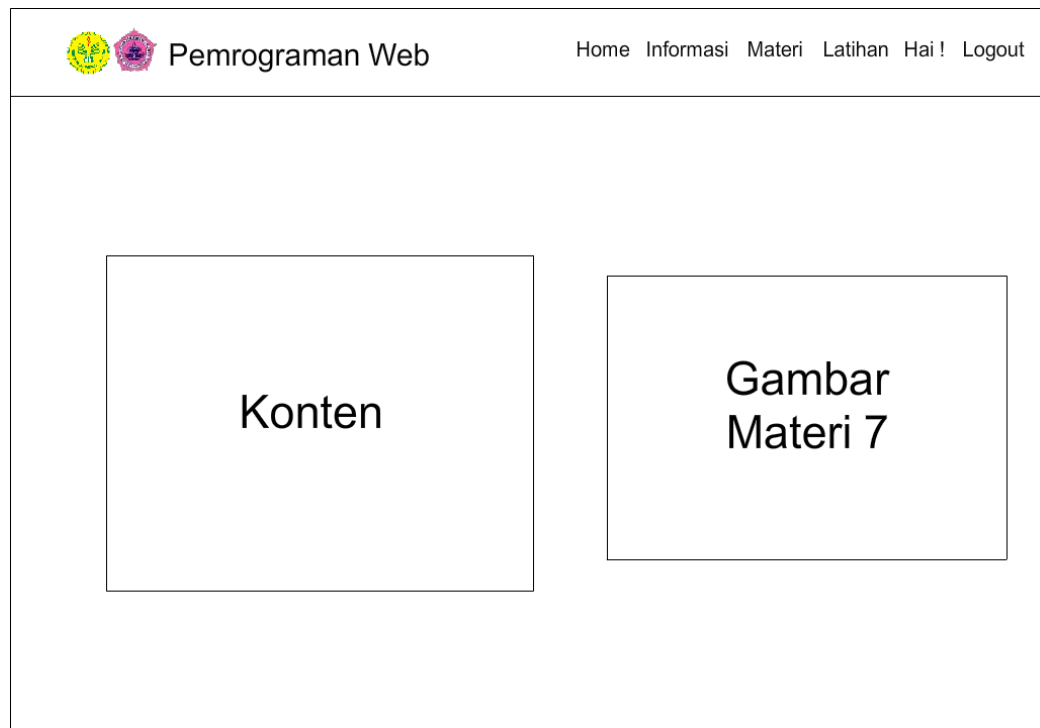 Pemrograman Web
Home Informasi Materi Latihan Hai ! Logout
Konten
Gambar
Materi 7